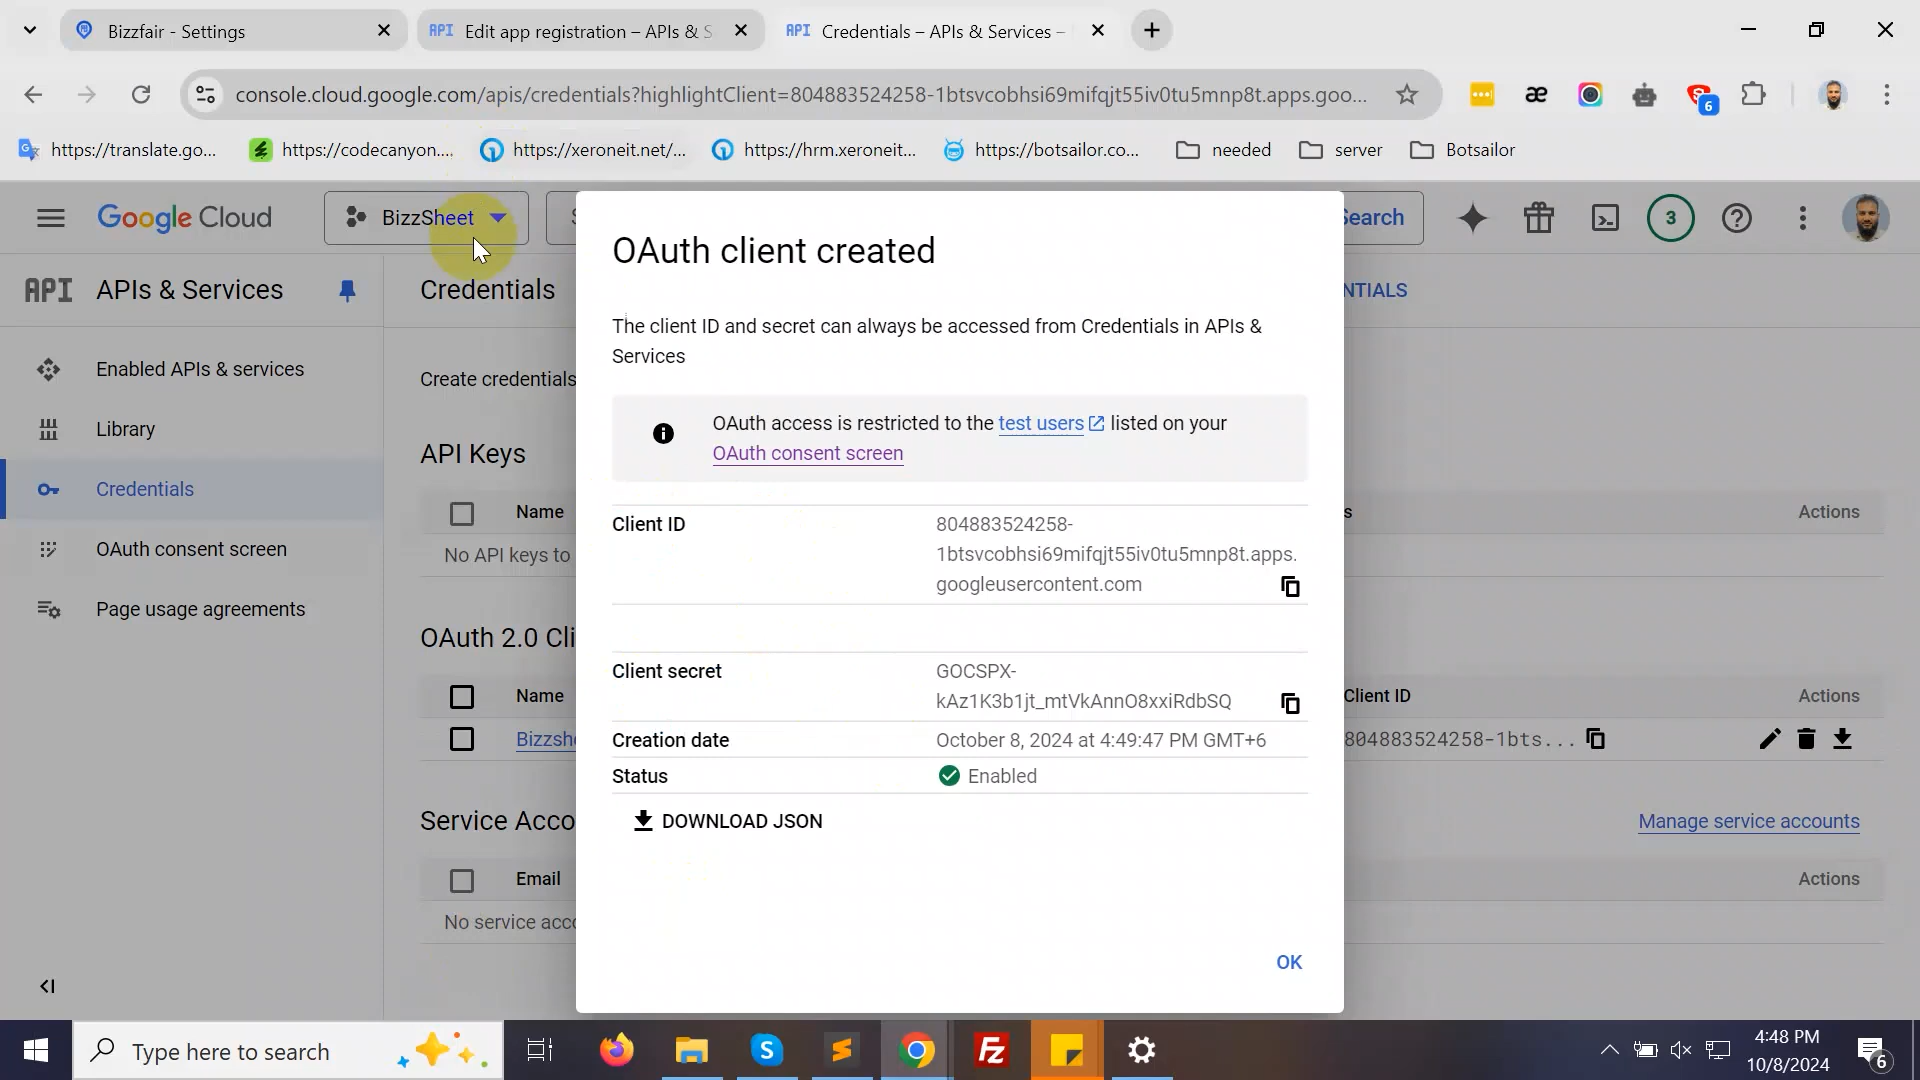 Bizzfair - Settings
API Edit app registration – APIs & S
API Credentials – APIs & Services –
console.cloud.google.com/apis/credentials?highlightClient=804883524258-1btsvcobhsi69mifqjt55iv0tu5mnp8t.apps.goo...
æ
6
https://translate.go...
https://codecanyon....
https://xeroneit.net/...
https://hrm.xeroneit...
https://botsailor.co...
needed
server
Botsailor
Google Cloud
BizzSheet
Search
3
API APIs & Services
Enabled APIs & services
Library
Credentials
OAuth consent screen
Page usage agreements
Credentials
NTIALS
Create credentials
API Keys
Name
s
Actions
No API keys to
OAuth 2.0 Cli
Name
Client ID
Actions
Bizzshe
804883524258-1bts...
Service Acco
Manage service accounts
Email
Actions
No service acco
OAuth client created
The client ID and secret can always be accessed from Credentials in APIs &
Services
OAuth access is restricted to the test users listed on your
OAuth consent screen
Client ID
804883524258-
1btsvcobhsi69mifqjt55iv0tu5mnp8t.apps.
googleusercontent.com
Client secret
GOCSPX-
kAz1K3b1jt_mtVkAnnO8xxiRdbSQ
Creation date
October 8, 2024 at 4:49:47 PM GMT+6
Status
Enabled
DOWNLOAD JSON
OK
Type here to search
4:48 PM
10/8/2024
6